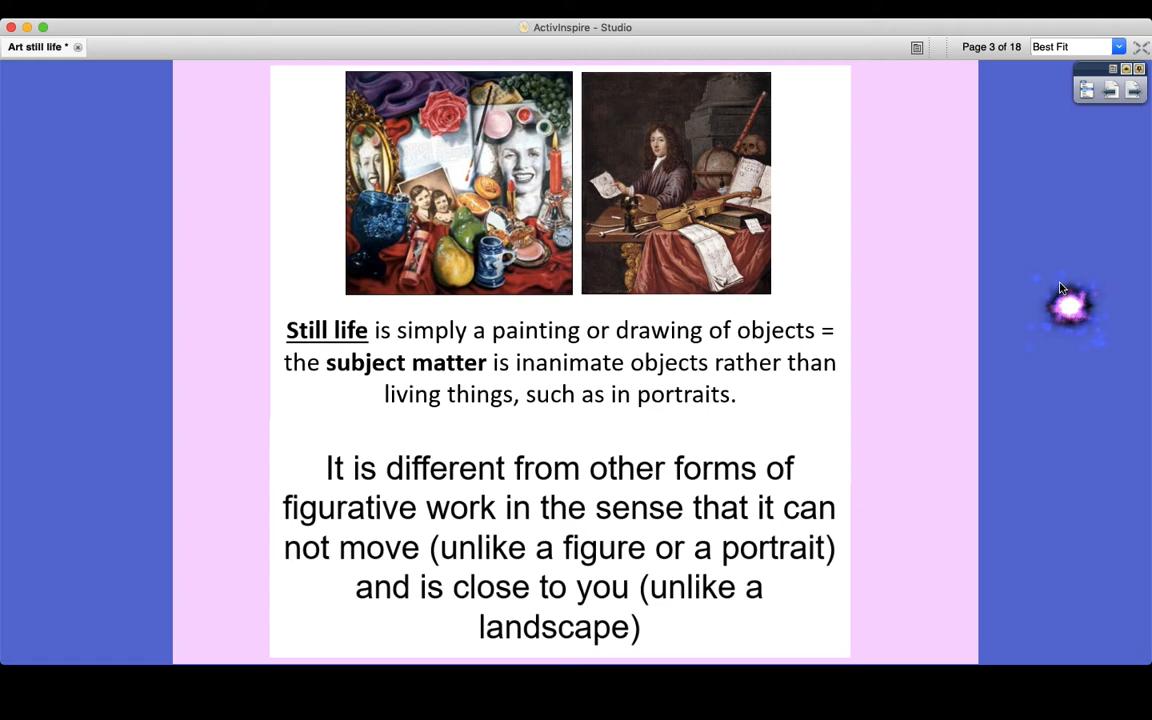 ActivInspire - Studio
Art still life *
Page 3 of 18
Best Fit
Still life is simply a painting or drawing of objects =
the subject matter is inanimate objects rather than
living things, such as in portraits.
It is different from other forms of
figurative work in the sense that it can
not move (unlike a figure or a portrait)
and is close to you (unlike a
landscape)